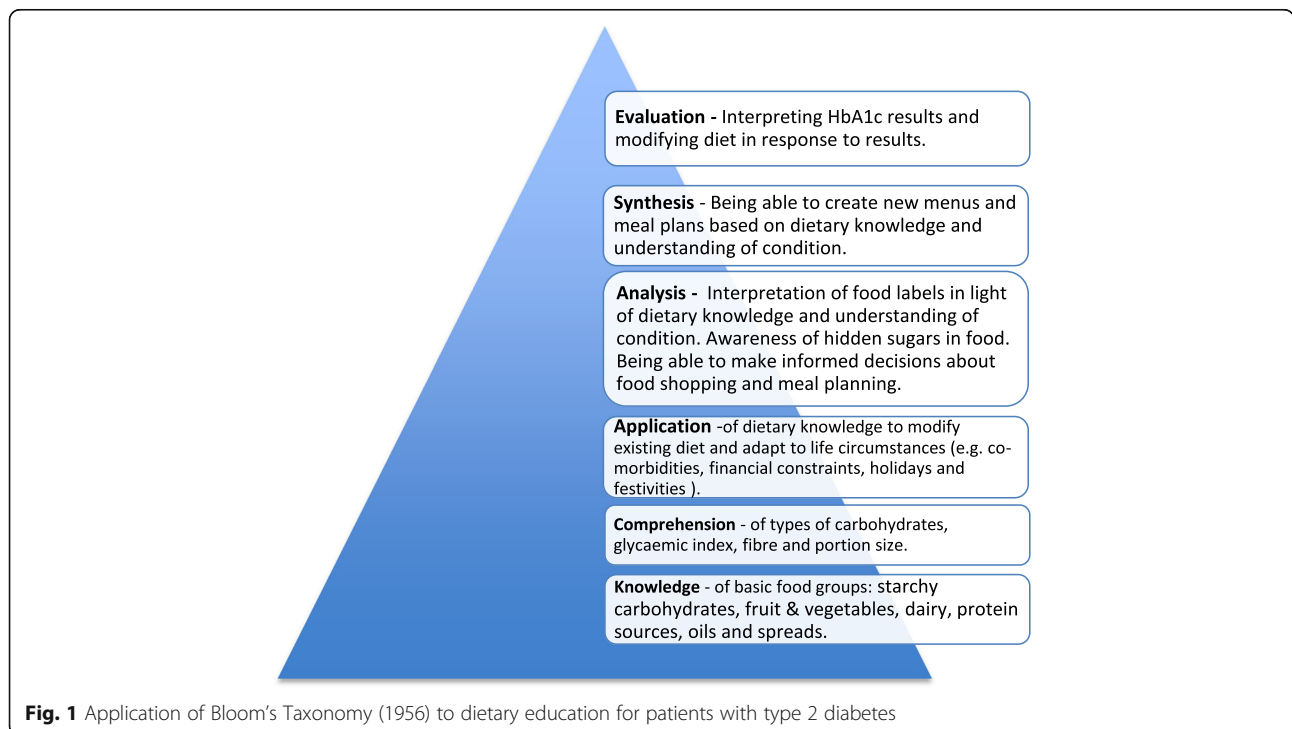 Evaluation - Interpreting HbA1c results and
modifying diet in response to results.
Synthesis - Being able to create new menus and
meal plans based on dietary knowledge and
understanding of condition.
Analysis - Interpretation of food labels in light
of dietary knowledge and understanding of
condition. Awareness of hidden sugars in food.
Being able to make informed decisions about
food shopping and meal planning.
Application -of dietary knowledge to modify
existing diet and adapt to life circumstances (e.g. co-
morbidities, financial constraints, holidays and
festivities ).
Comprehension - of types of carbohydrates,
glycaemic index, fibre and portion size.
Knowledge - of basic food groups: starchy
carbohydrates, fruit & vegetables, dairy, protein
sources, oils and spreads.
Fig. 1 Application of Bloom's Taxonomy (1956) to dietary education for patients with type 2 diabetes